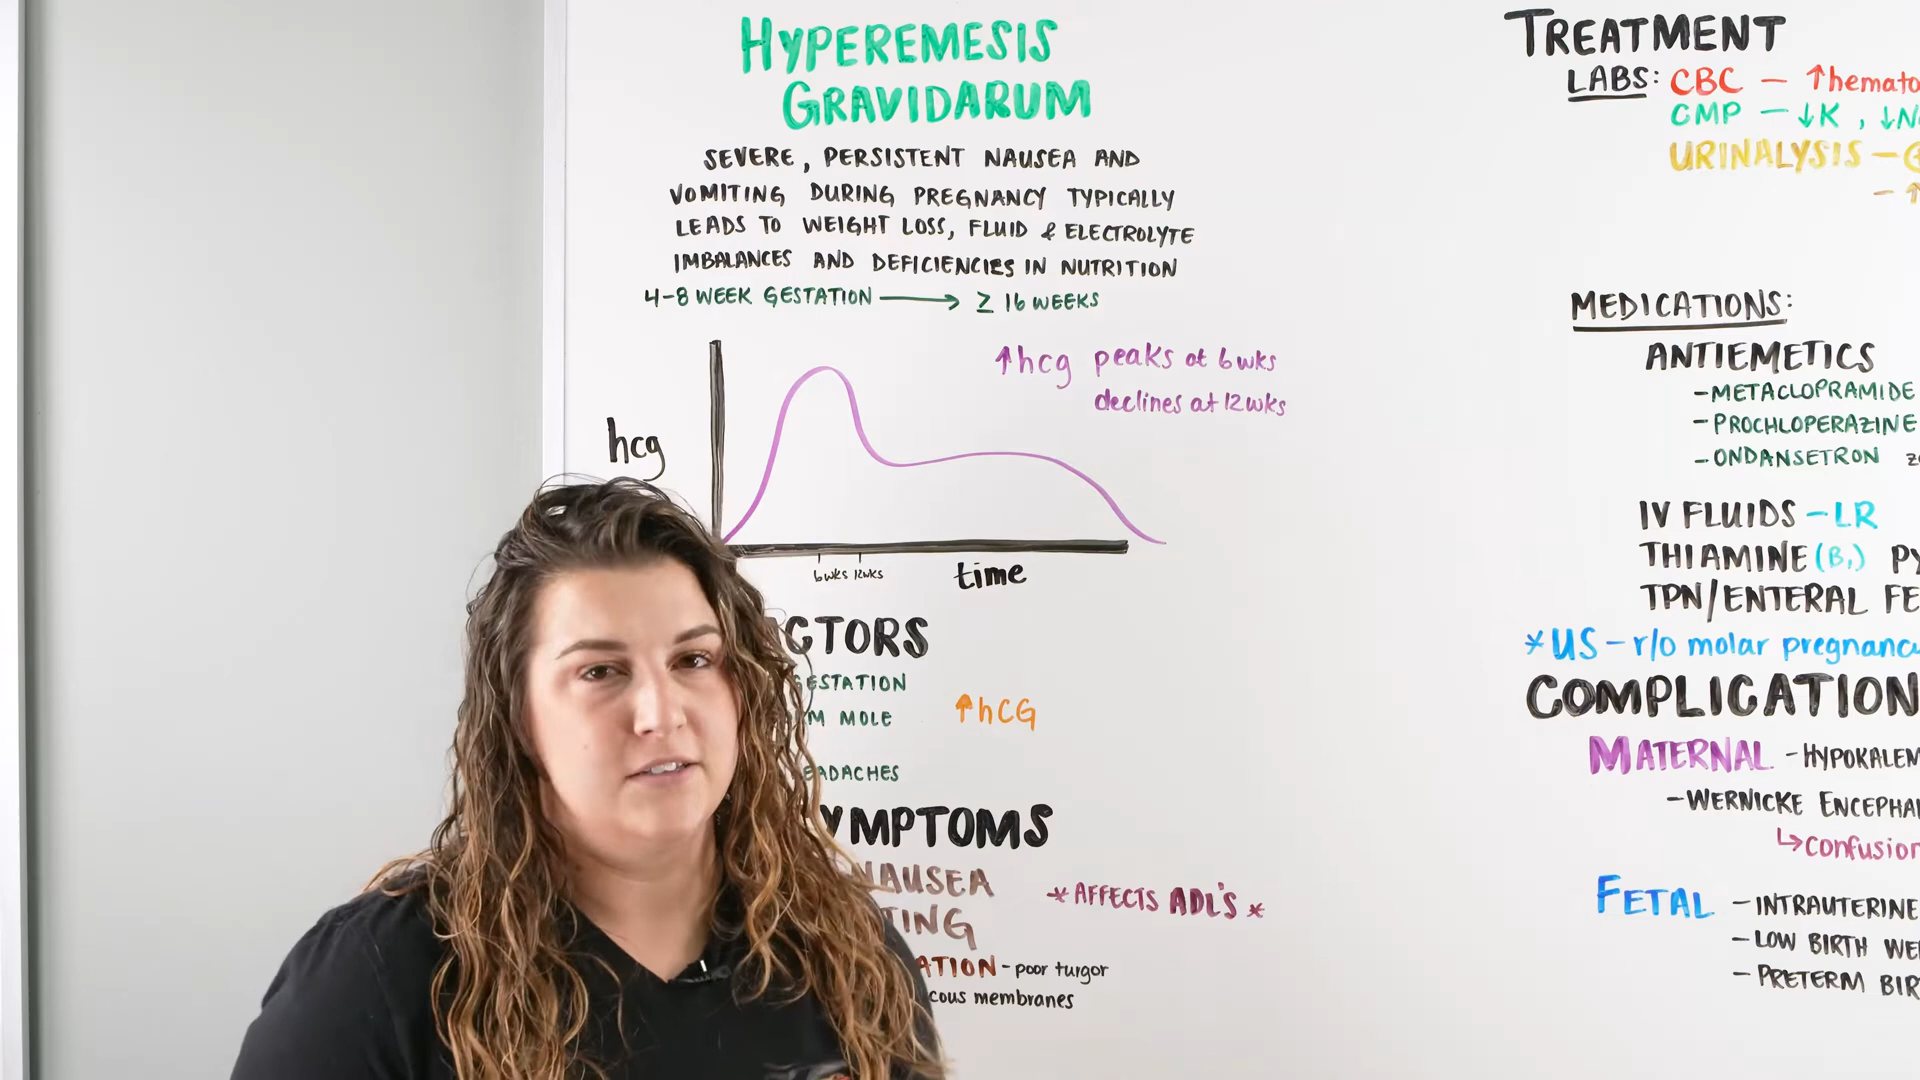 HYPEREMESIS
GRAVIDARUM
SEVERE, PERSISTENT NAUSEA AND
VOMITING DURING PREGNANCY TYPICALLY
LEADS TO WEIGHT LOSS, FLUID & ELECTROLYTE
IMBALANCES AND DEFICIENCIES IN NUTRITION
4-8 WEEK GESTATION → ≥ 16 WEEKS
↑hcg peaks at 6wks
declines at 12wks
hcg
6wks 12wks
time
CTORS
GESTATION
M MOLE
↑hCG
EADACHES
YMPTOMS
NAUSEA
TING
*AFFECTS ADL'S*
ATION - poor turgor
cous membranes
TREATMENT
LABS: CBC - ↑hemato
CMP - ↓K, ↓N
URINALYSIS -
- ↑
MEDICATIONS:
ANTIEMETICS
-METACLOPRAMIDE
-PROCHLOPERAZINE
-ONDANSETRON
IV FLUIDS - LR
THIAMINE (B₁) PY
TPN/ENTERAL FE
*US - r/o molar pregnanc
COMPLICATION
MATERNAL -HYPOKALEM
-WERNICKE ENCEPHA
↳confusion
FETAL -INTRAUTERINE
-LOW BIRTH WE
-PRETERM BIR